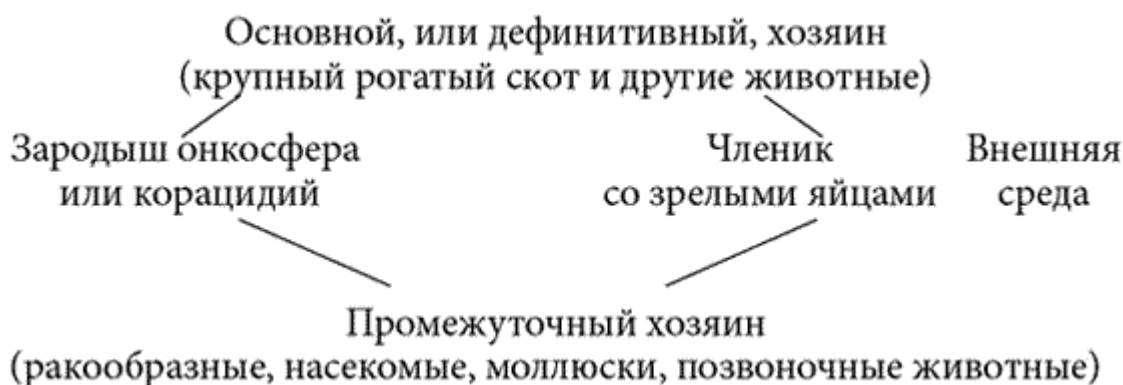 Основной, или дефинитивный, хозяин
(крупный рогатый скот и другие животные)
Зародыш онкосфера
или корацидий
Членик
со зрелыми яйцами
Внешняя
среда
Промежуточный хозяин
(ракообразные, насекомые, моллюски, позвоночные животные)